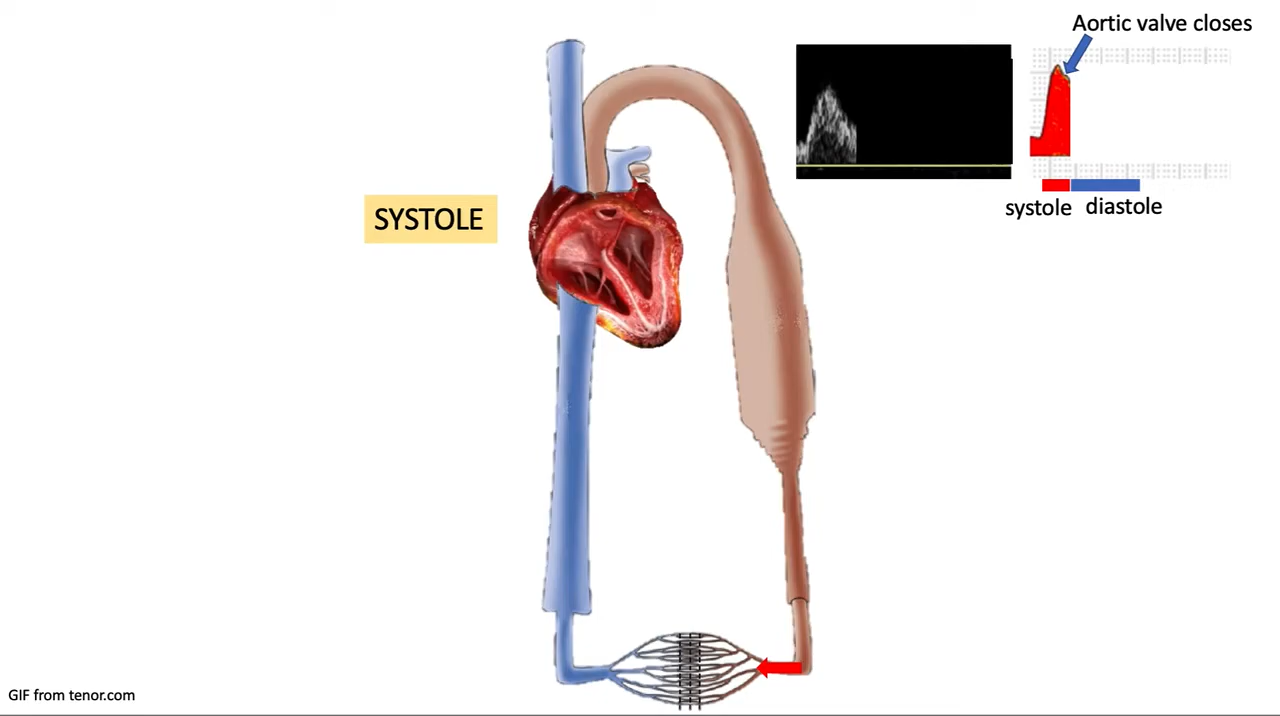 Aortic valve closes
SYSTOLE
systole diastole
GIF from tenor.com